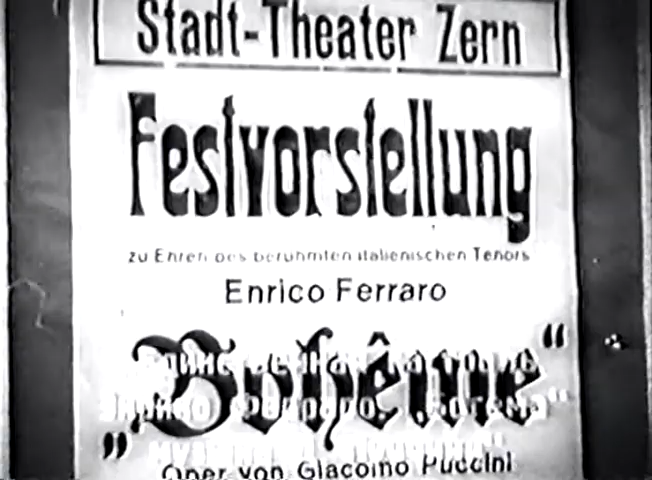 Stadt-Theater Zern
Festvorstellung
zu Ehren des berühmten italienischen Tenors
Enrico Ferraro
„Bohême“
Oper von Giacomo Puccini